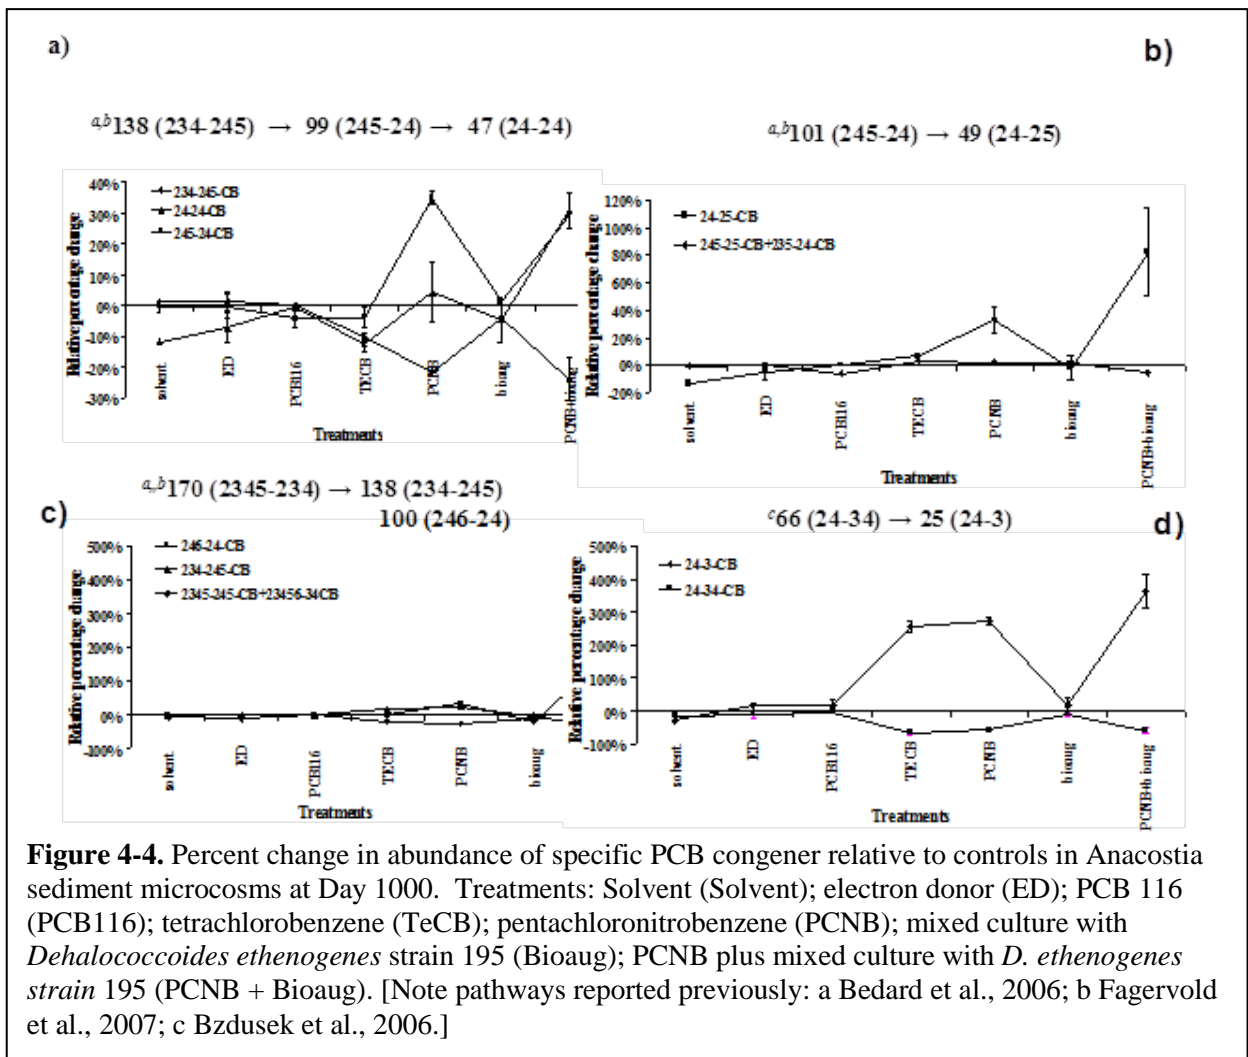 a)
b)
a,b138 (234-245) → 99 (245-24) → 47 (24-24)
a,b101 (245-24) → 49 (24-25)
40%
30%
20%
10%
0%
-10%
-20%
-30%
Relative percentage change
234-245-CB
24-24-CB
245-24-CB
solvent
ED
PCB116
TECB
PCNB
bioaug
PCNB+bioaug
Treatments
120%
100%
80%
60%
40%
20%
0%
-20%
Relative percentage change
24-25-CB
245-25-CB+235-24-CB
solvent
ED
PCB116
TECB
PCNB
bioaug
PCNB+bioaug
Treatments
a,,b170 (2345-234) → 138 (234-245)
c)
100 (246-24)
c66 (24-34) → 25 (24-3)
d)
500%
400%
300%
200%
100%
0%
-100%
Relative percentage change
246-24-CB
234-245-CB
2345-245-CB+23456-34CB
solvent
ED
PCB116
TECB
PCNB
bioaug
Treatments
500%
400%
300%
200%
100%
0%
-100%
Relative percentage change
24-3-CB
24-34-CB
solvent
ED
PCB116
TECB
PCNB
bioaug
PCNB+bioaug
Treatments
Figure 4-4. Percent change in abundance of specific PCB congener relative to controls in Anacostia
sediment microcosms at Day 1000. Treatments: Solvent (Solvent); electron donor (ED); PCB 116
(PCB116); tetrachlorobenzene (TeCB); pentachloronitrobenzene (PCNB); mixed culture with
Dehalococcoides ethenogenes strain 195 (Bioaug); PCNB plus mixed culture with D. ethenogenes
strain 195 (PCNB + Bioaug). [Note pathways reported previously: a Bedard et al., 2006; b Fagervold
et al., 2007; c Bzdusek et al., 2006.]